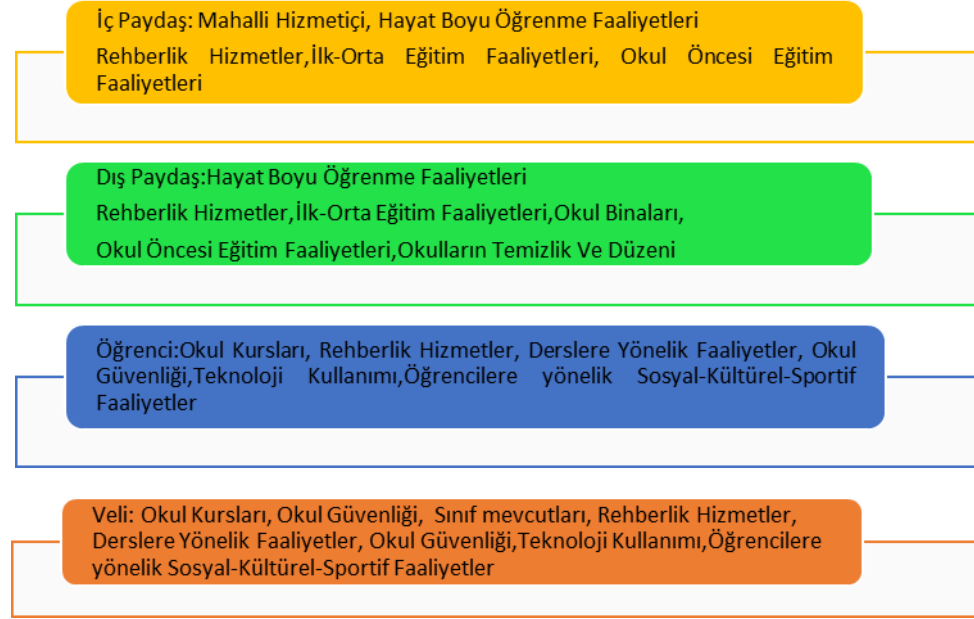 İç Paydaş: Mahalli Hizmetiçi, Hayat Boyu Öğrenme Faaliyetleri
Rehberlik Hizmetler,İlk-Orta Eğitim Faaliyetleri, Okul Öncesi Eğitim
Faaliyetleri
Dış Paydaş:Hayat Boyu Öğrenme Faaliyetleri
Rehberlik Hizmetler,İlk-Orta Eğitim Faaliyetleri,Okul Binaları,
Okul Öncesi Eğitim Faaliyetleri,Okulların Temizlik Ve Düzeni
Öğrenci:Okul Kursları, Rehberlik Hizmetler, Derslere Yönelik Faaliyetler, Okul
Güvenliği,Teknoloji Kullanımı,Öğrencilere yönelik Sosyal-Kültürel-Sportif
Faaliyetler
Veli: Okul Kursları, Okul Güvenliği, Sınıf mevcutları, Rehberlik Hizmetler,
Derslere Yönelik Faaliyetler, Okul Güvenliği,Teknoloji Kullanımı,Öğrencilere
yönelik Sosyal-Kültürel-Sportif Faaliyetler